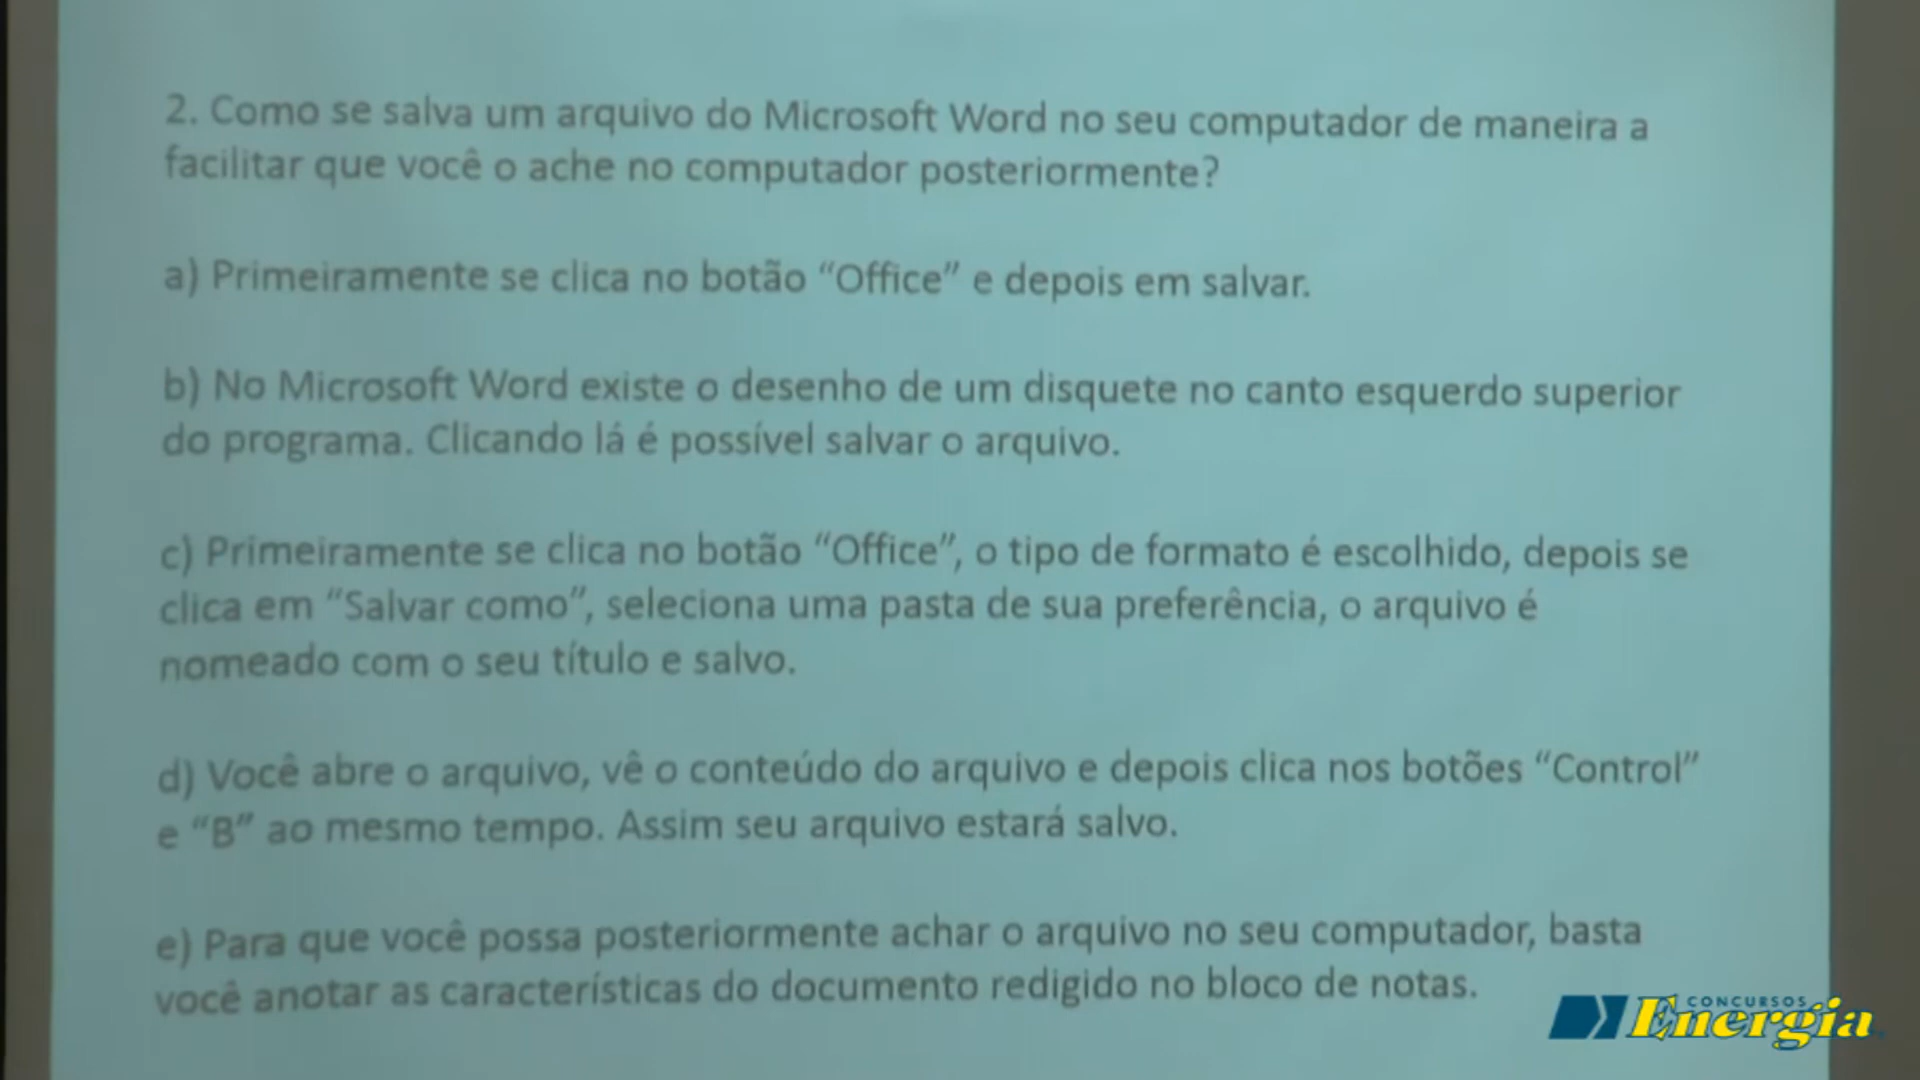 2. Como se salva um arquivo do Microsoft Word no seu computador de maneira a
facilitar que você o ache no computador posteriormente?
a) Primeiramente se clica no botão “Office” e depois em salvar.
b) No Microsoft Word existe o desenho de um disquete no canto esquerdo superior
do programa. Clicando lá é possível salvar o arquivo.
c) Primeiramente se clica no botão “Office”, o tipo de formato é escolhido, depois se
clica em “Salvar como”, seleciona uma pasta de sua preferência, o arquivo é
nomeado com o seu título e salvo.
d) Você abre o arquivo, vê o conteúdo do arquivo e depois clica nos botões “Control”
e “B” ao mesmo tempo. Assim seu arquivo estará salvo.
e) Para que você possa posteriormente achar o arquivo no seu computador, basta
você anotar as características do documento redigido no bloco de notas.
CONCURSOS
Energia